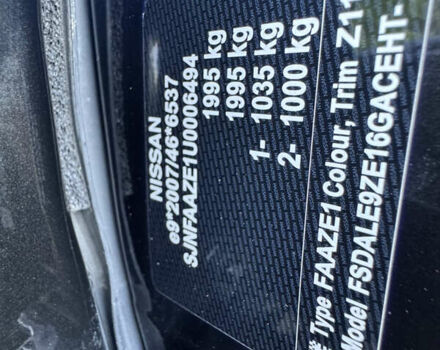 NISSAN
e9*2007/46*6537
SJNFAAZE1U0006494
1995 kg
1995 kg
1- 1035 kg
2- 1000 kg
Type FAAZE1 Colour, Trim Z11
Model FSDALE9ZE16GACEHT-